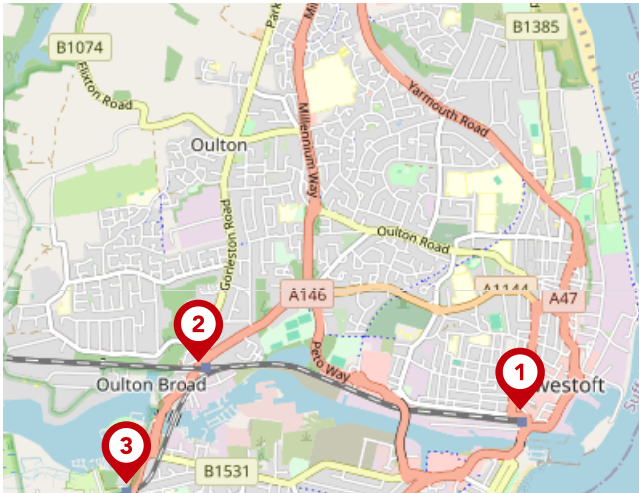 B1385
B1074
Flixton Road
Yarmouth Road
Millennium Way
Oulton
Gorleston Road
Oulton Road
A146
A1144
A47
2
Peto Way
1
Oulton Broad
westoft
3
B1531